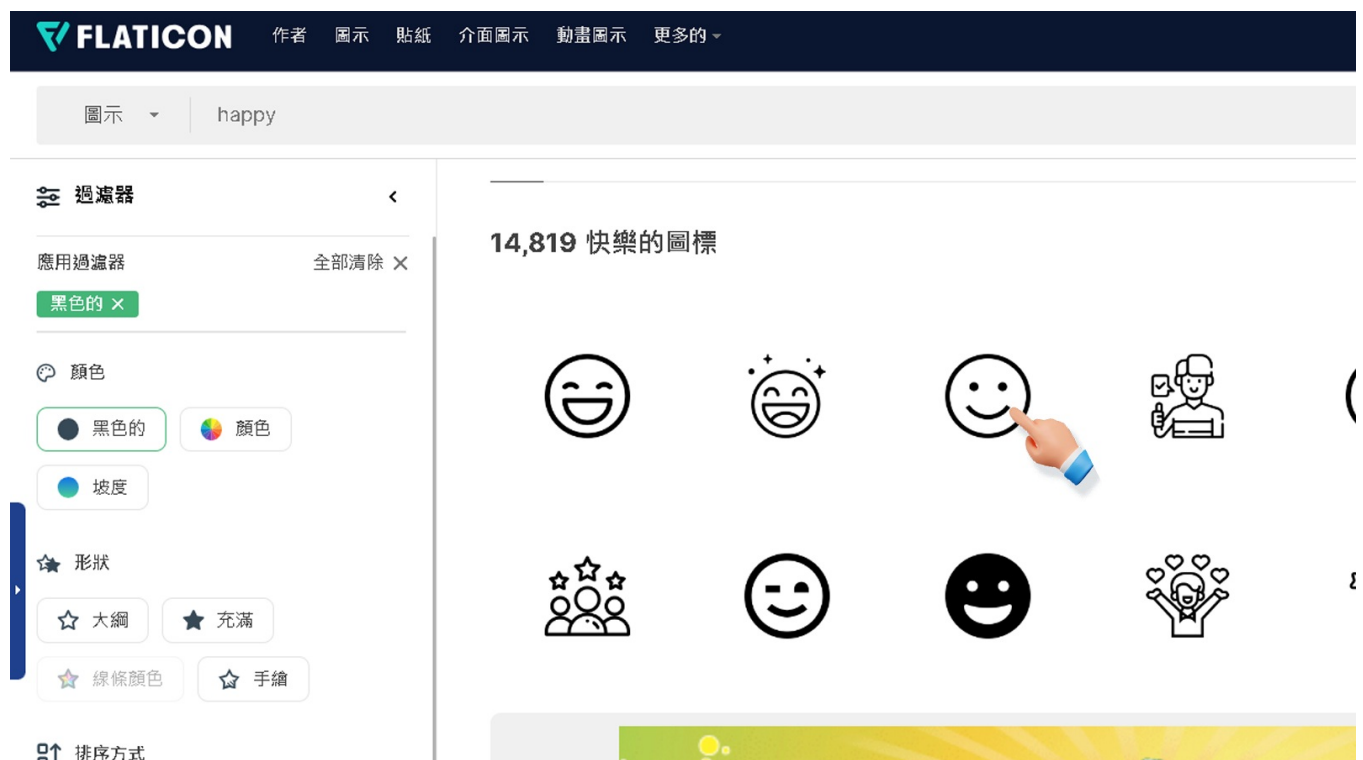 FLATICON 作者 圖示 貼紙 介面圖示 動畫圖示 更多的
圖示 happy
過濾器
14,819 快樂的圖標
應用過濾器 全部清除
黑色的
顏色
黑色的 顏色
坡度
形狀
大綱 充滿
線條顏色 手繪
排序方式